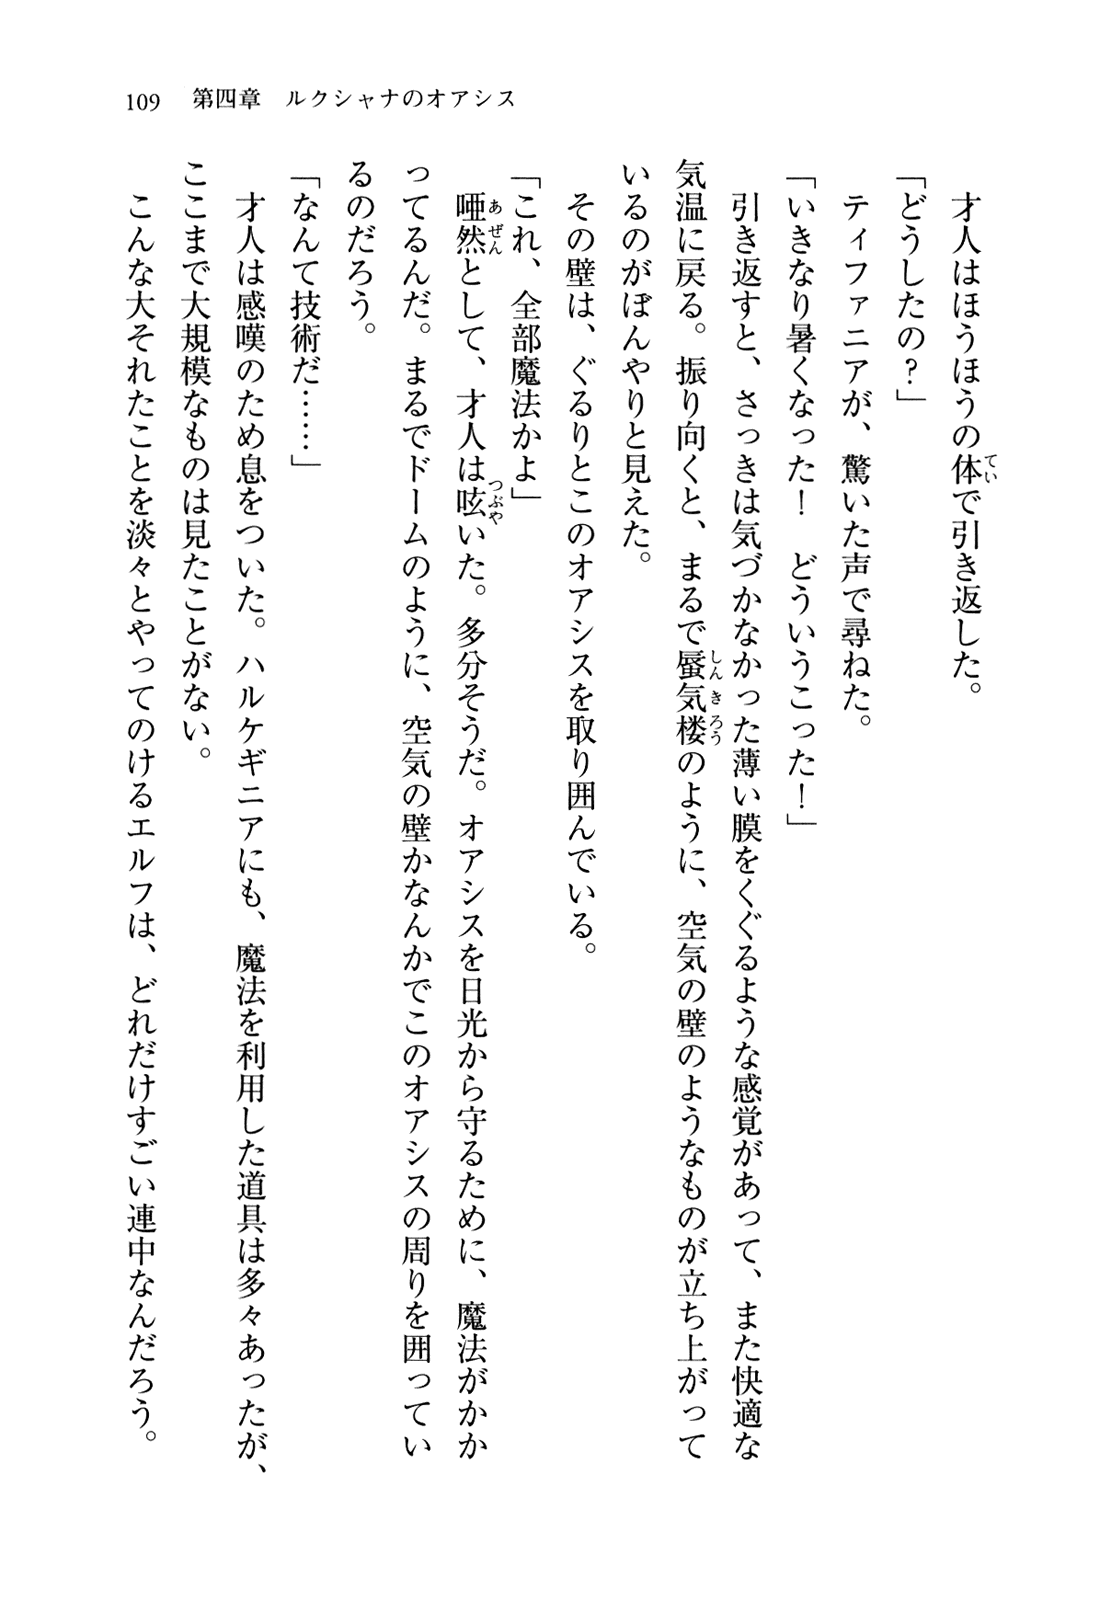 109　第四章　ルクシャナのオアシス
　才人はほうほうの体で引き返した。
「どうしたの？」
　ティファニアが、驚いた声で尋ねた。
「いきなり暑くなった！　どういうこった！」
　引き返すと、さっきは気づかなかった薄い膜をくぐるような感覚があって、また快適な
気温に戻る。振り向くと、まるで蜃気楼のように、空気の壁のようなものが立ち上がって
いるのがぼんやりと見えた。
　その壁は、ぐるりとこのオアシスを取り囲んでいる。
「これ、全部魔法かよ」
　唖然として、才人は呟いた。多分そうだ。オアシスを日光から守るために、魔法がかか
ってるんだ。まるでドームのように、空気の壁かなんかでこのオアシスの周りを囲ってい
るのだろう。
「なんて技術だ……」
　才人は感嘆のため息をついた。ハルケギニアにも、魔法を利用した道具は多々あったが、
ここまで大規模なものは見たことがない。
　こんな大それたことを淡々とやってのけるエルフは、どれだけすごい連中なんだろう。